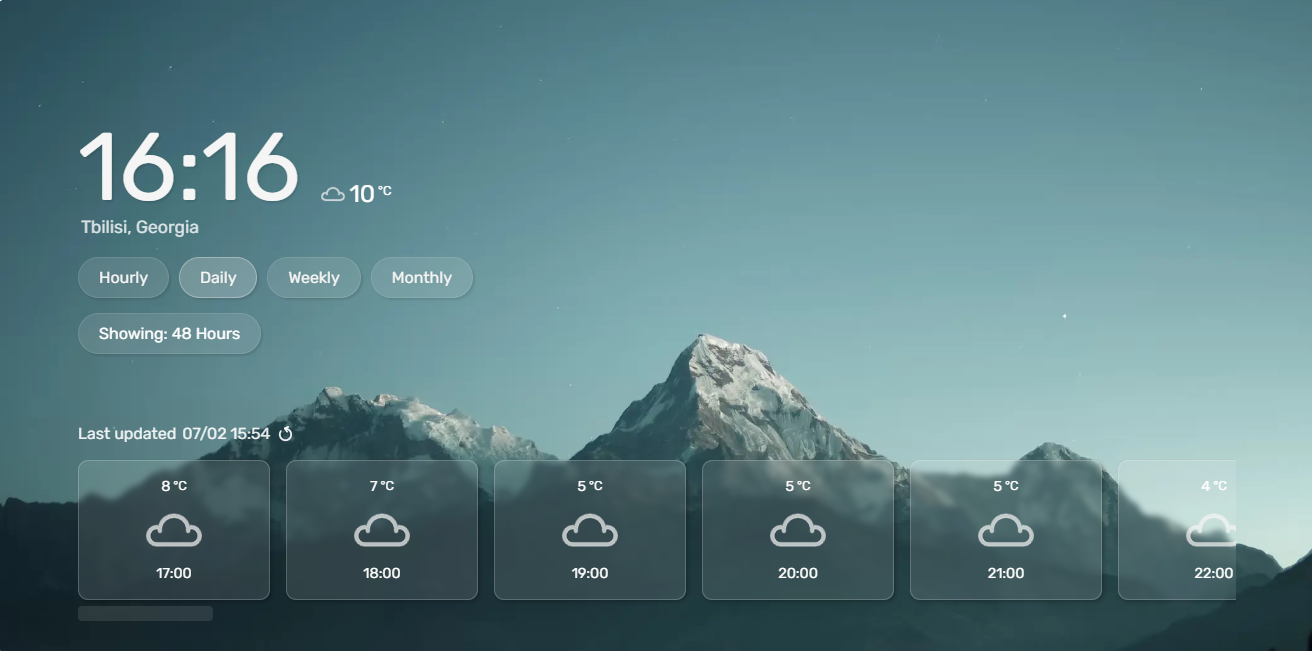 16:16 10 °C
Tbilisi, Georgia
Hourly Daily Weekly Monthly
Showing: 48 Hours
Last updated 07/02 15:54
8 °C 7 °C 5 °C 5 °C 5 °C 4 °C
17:00 18:00 19:00 20:00 21:00 22:00